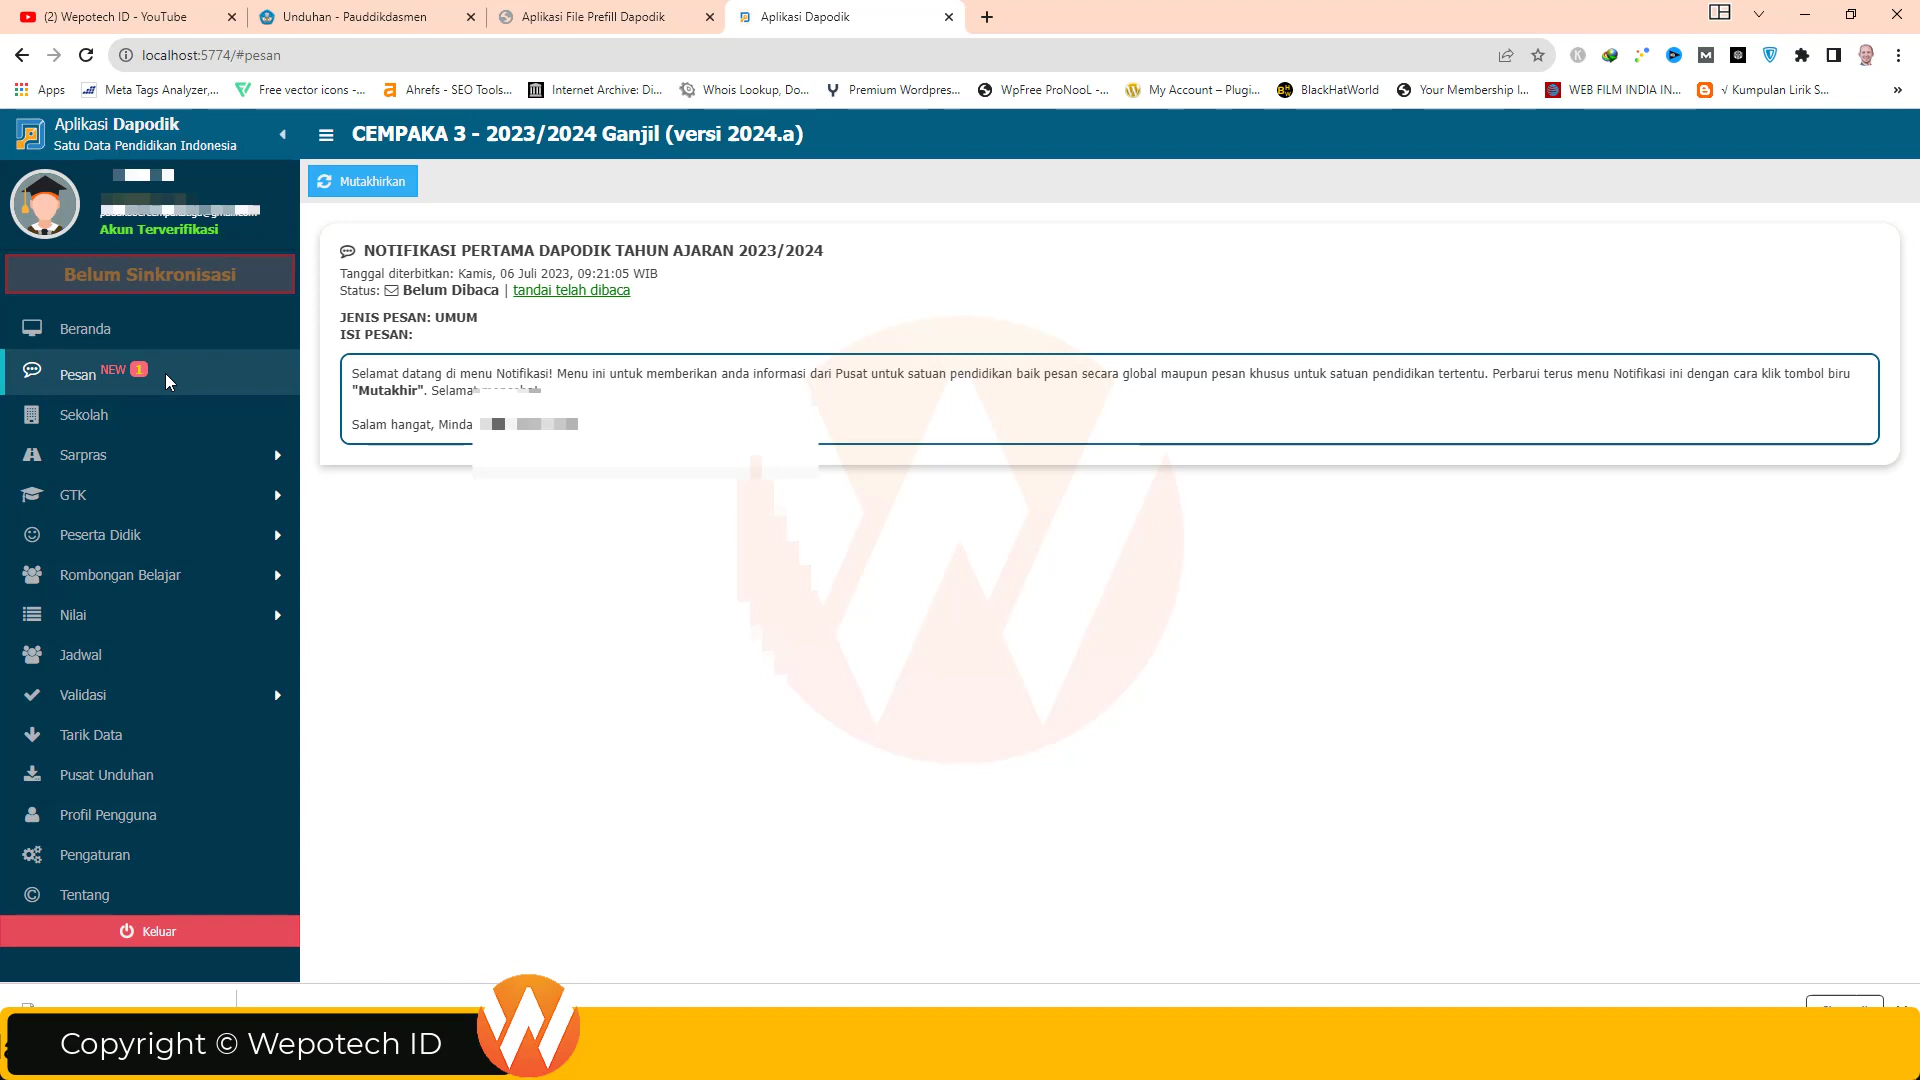 (2) Wepotech ID - YouTube
Unduhan - Pauddikdasmen
Aplikasi File Prefill Dapodik
Aplikasi Dapodik
localhost:5774/#pesan
Apps
Meta Tags Analyzer,...
Free vector icons -...
Ahrefs - SEO Tools...
Internet Archive: Di...
Whois Lookup, Do...
Premium Wordpres...
WpFree ProNooL -...
My Account – Plugi...
BlackHatWorld
Your Membership I...
WEB FILM INDIA IN...
√ Kumpulan Lirik S...
Aplikasi Dapodik
Satu Data Pendidikan Indonesia
CEMPAKA 3 - 2023/2024 Ganjil (versi 2024.a)
Akun Terverifikasi
Belum Sinkronisasi
Beranda
Pesan NEW 1
Sekolah
Sarpras
GTK
Peserta Didik
Rombongan Belajar
Nilai
Jadwal
Validasi
Tarik Data
Pusat Unduhan
Profil Pengguna
Pengaturan
Tentang
Keluar
Mutakhirkan
NOTIFIKASI PERTAMA DAPODIK TAHUN AJARAN 2023/2024
Tanggal diterbitkan: Kamis, 06 Juli 2023, 09:21:05 WIB
Status: Belum Dibaca | tandai telah dibaca
JENIS PESAN: UMUM
ISI PESAN:
Selamat datang di menu Notifikasi! Menu ini untuk memberikan anda informasi dari Pusat untuk satuan pendidikan baik pesan secara global maupun pesan khusus untuk satuan pendidikan tertentu. Perbarui terus menu Notifikasi ini dengan cara klik tombol biru
"Mutakhir". Selamat
Salam hangat, Minda
Copyright © Wepotech ID